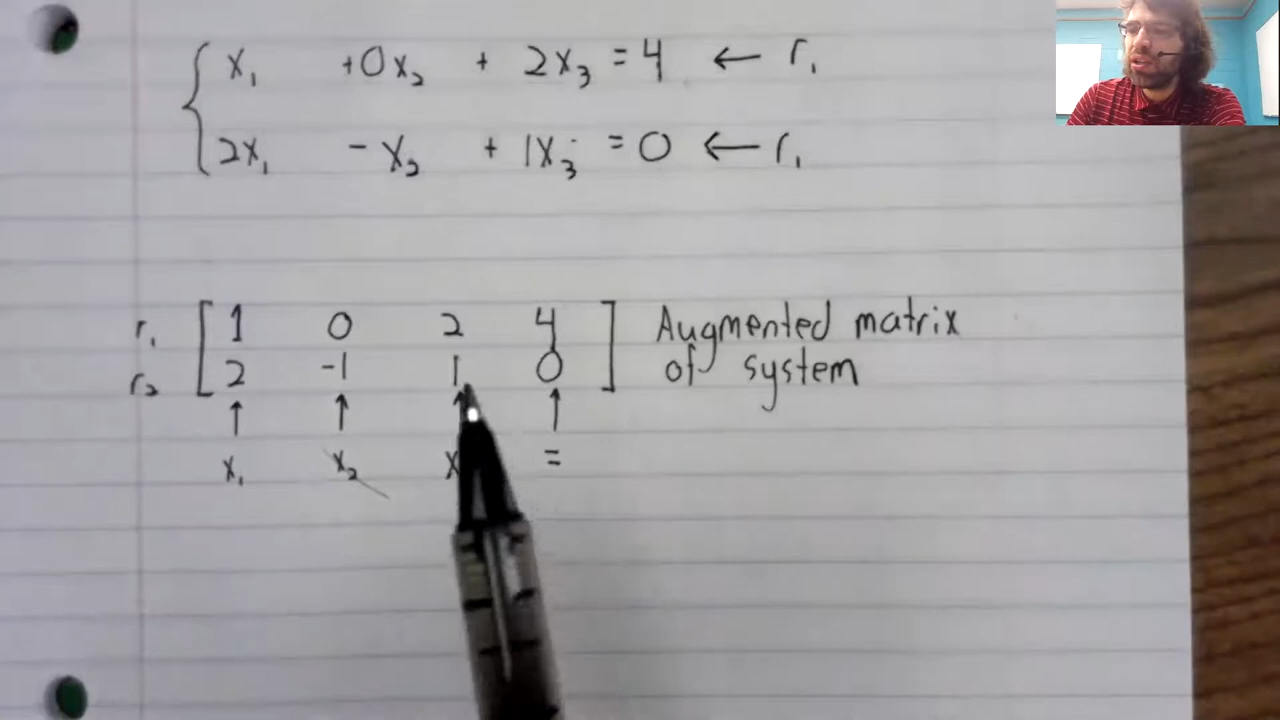 x₁ +0x₂ + 2x₃ = 4 ← r₁
2x₁ - x₂ + 1x₃ = 0 ← r₁
r₁ [ 1 0 2 4 ] Augmented matrix
r₂ [ 2 -1 1 0 ] of system
↑ ↑ ↑ ↑
x₁ x₂ x =